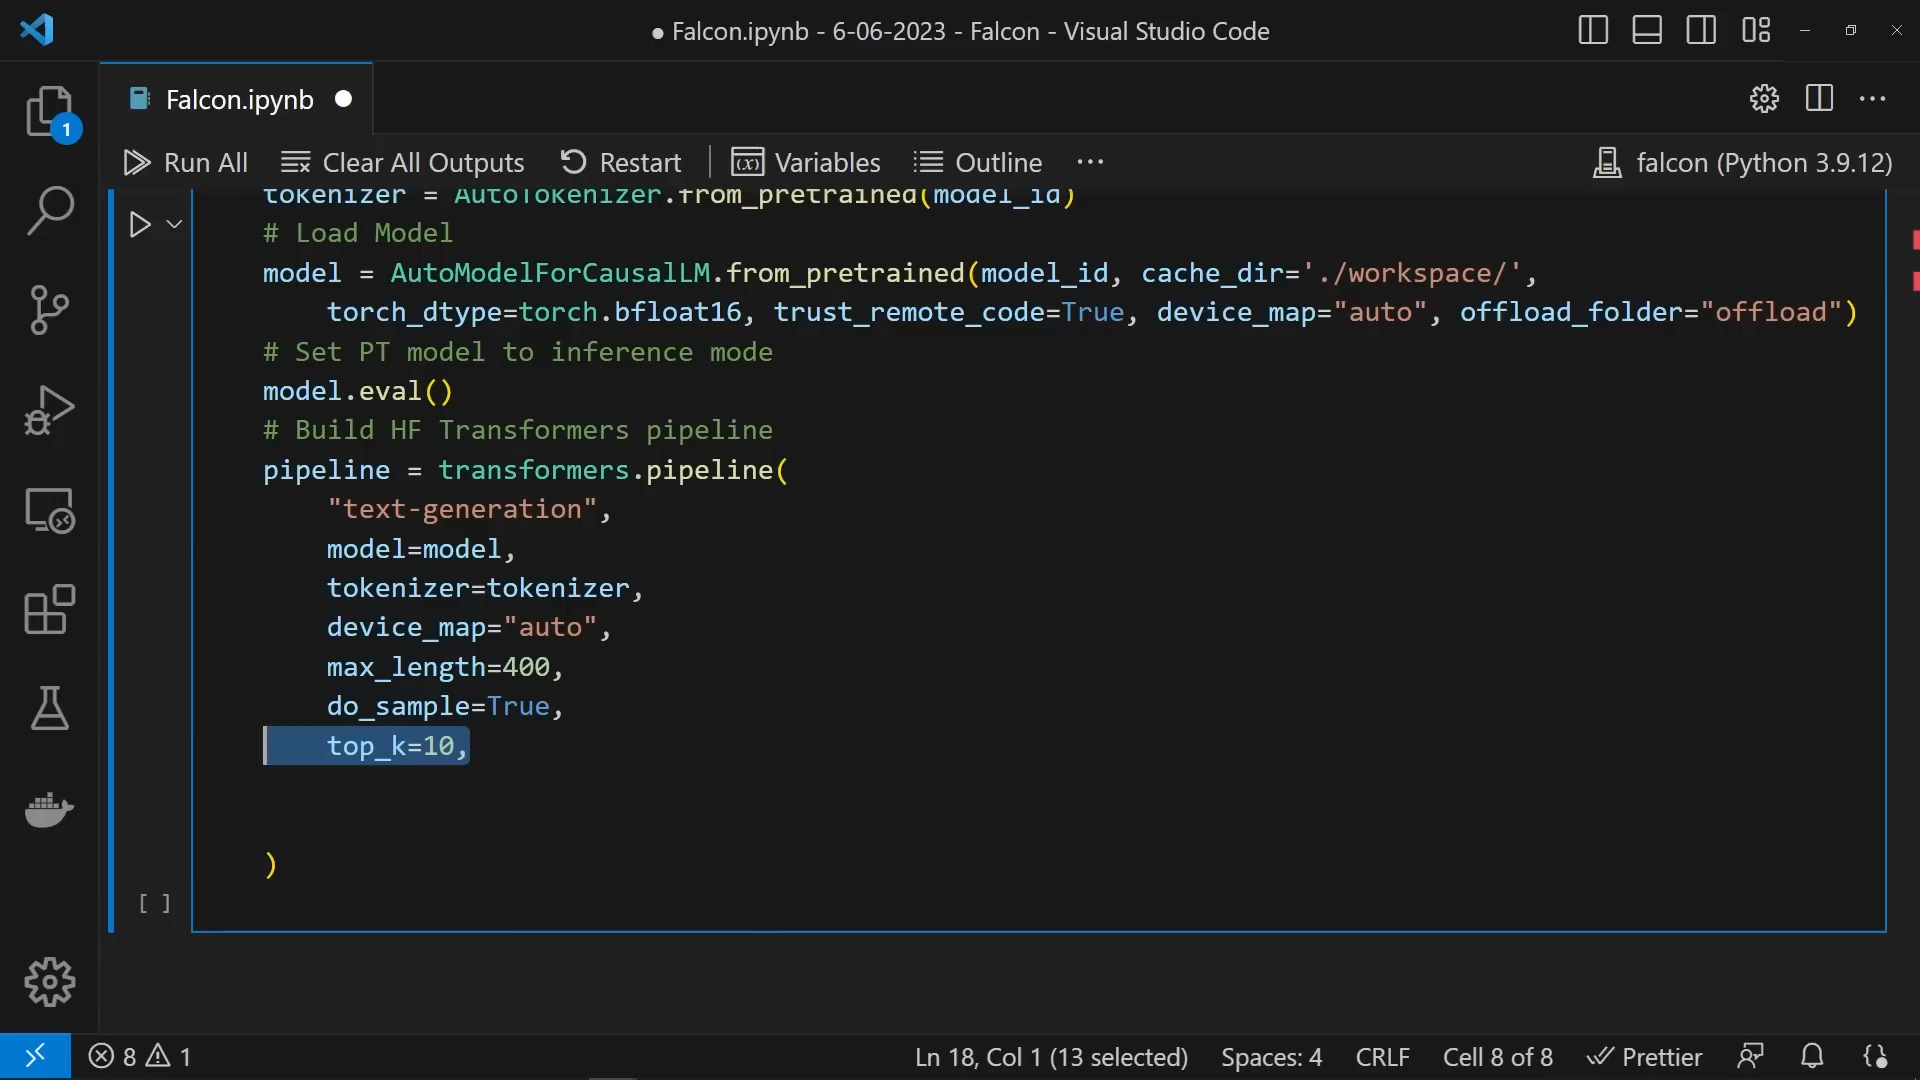 ● Falcon.ipynb - 6-06-2023 - Falcon - Visual Studio Code
Falcon.ipynb
1
Run All Clear All Outputs Restart Variables Outline ... falcon (Python 3.9.12)
tokenizer = AutoTokenizer.from_pretrained(model_id)
# Load Model
model = AutoModelForCausalLM.from_pretrained(model_id, cache_dir='./workspace/',
torch_dtype=torch.bfloat16, trust_remote_code=True, device_map="auto", offload_folder="offload")
# Set PT model to inference mode
model.eval()
# Build HF Transformers pipeline
pipeline = transformers.pipeline(
"text-generation",
model=model,
tokenizer=tokenizer,
device_map="auto",
max_length=400,
do_sample=True,
top_k=10,
)
[ ]
8 1 Ln 18, Col 1 (13 selected) Spaces: 4 CRLF Cell 8 of 8 Prettier